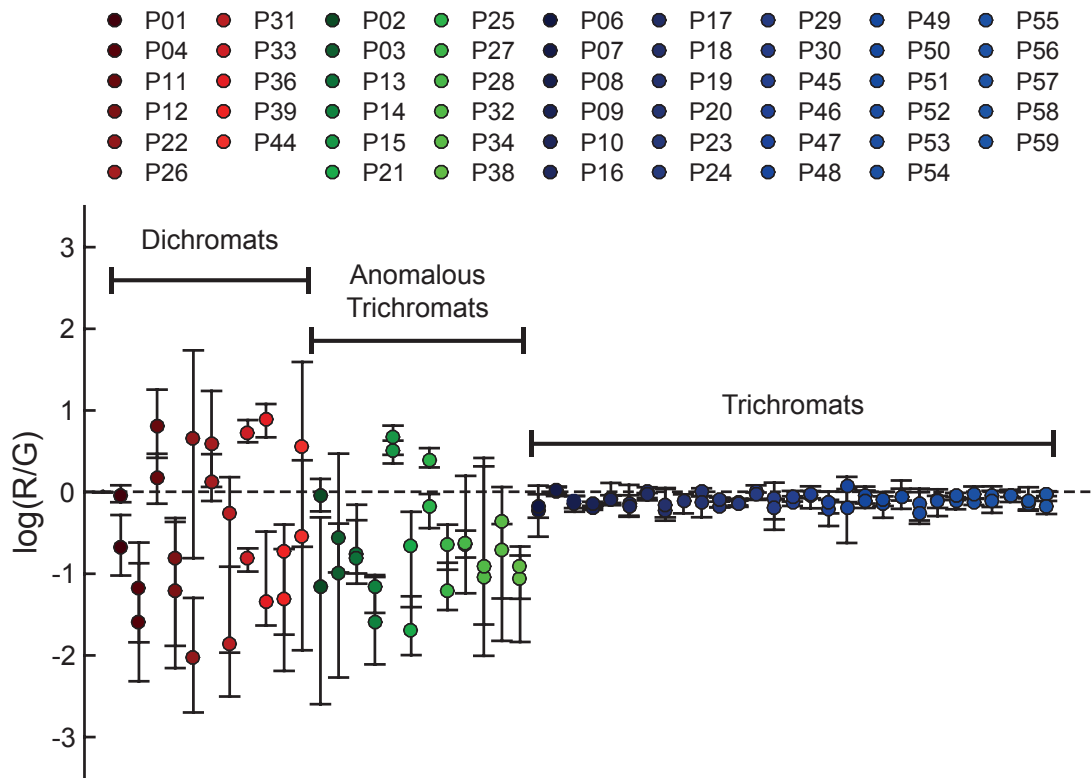 P01 P31 P02 P25 P06 P17 P29 P49 P55
P04 P33 P03 P27 P07 P18 P30 P50 P56
P11 P36 P13 P28 P08 P19 P45 P51 P57
P12 P39 P14 P32 P09 P20 P46 P52 P58
P22 P44 P15 P34 P10 P23 P47 P53 P59
P26 P21 P38 P16 P24 P48 P54
3
Dichromats
Anomalous
Trichromats
2
1
Trichromats
0
log(R/G)
-1
-2
-3